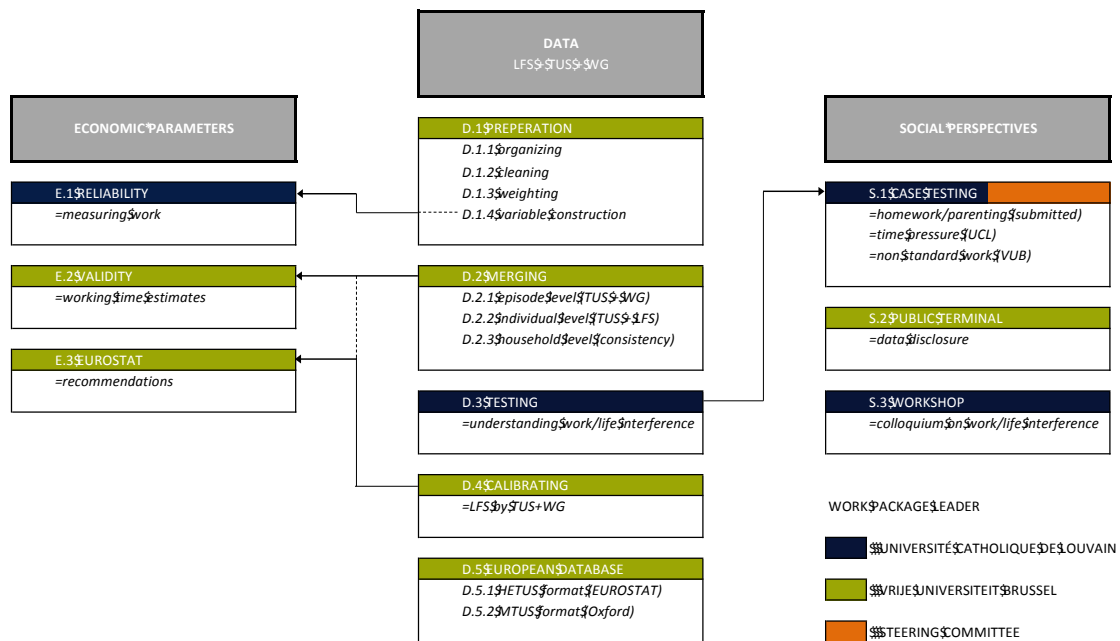 DATA
LFS$+$TUS$+$WG
ECONOMIC*PARAMETERS
E.1$RELIABILITY
=measuring$work
E.2$VALIDITY
=working$time$estimates
E.3$EUROSTAT
=recommendations
D.1$PREPERATION
D.1.1$organizing
D.1.2$cleaning
D.1.3$weighting
D.1.4$variable$construction
D.2$MERGING
D.2.1$episode$level$(TUS$+$WG)
D.2.2$individual$level$(TUS$+$LFS)
D.2.3$household$level$(consistency)
D.3$TESTING
=understanding$work/life$interference
D.4$CALIBRATING
=LFS$by$TUS+WG
D.5$EUROPEAN$DATABASE
D.5.1$HETUS$format$(EUROSTAT)
D.5.2$MTUS$format$(Oxford)
SOCIAL*PERSPECTIVES
S.1$CASE$TESTING
=homework/parenting$(submitted)
=time$pressure$(UCL)
=non$standard$work$(VUB)
S.2$PUBLIC$TERMINAL
=data$disclosure
S.3$WORKSHOP
=colloquium$on$work/life$interference
WORK$PACKAGE$LEADER
$$$UNIVERSITÉ$CATHOLIQUE$DE$LOUVAIN
$$$VRIJE$UNIVERSITEIT$BRUSSEL
$$$STEERING$COMMITTEE